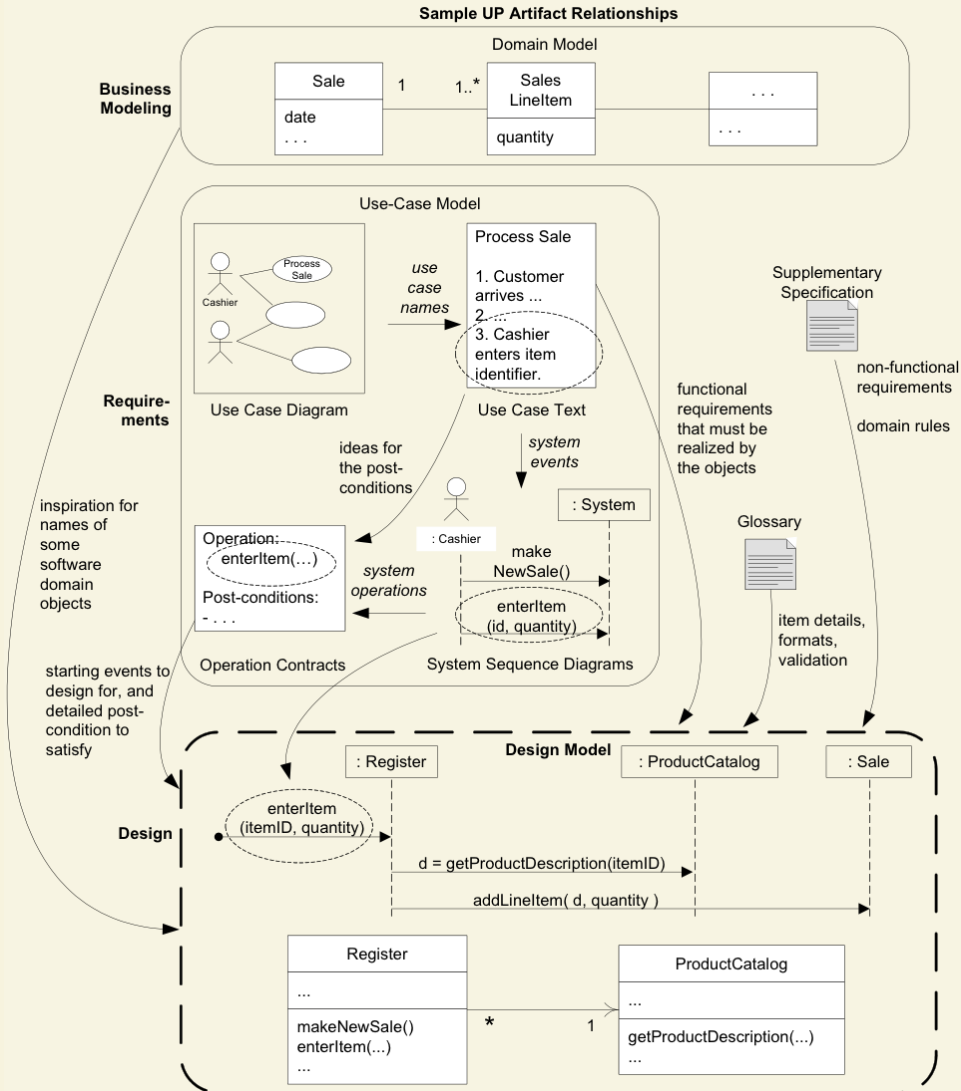 Sample UP Artifact Relationships
Domain Model
Business
Modeling
Sale
date
. . .
1
1..*
Sales
LineItem
quantity
. . .
. . .
Use-Case Model
Require-
ments
Process
Sale
Cashier
Use Case Diagram
use
case
names
Process Sale
1. Customer
arrives ...
2. ...
3. Cashier
enters item
identifier.
Use Case Text
Supplementary
Specification
non-functional
requirements
domain rules
functional
requirements
that must be
realized by
the objects
ideas for
the post-
conditions
system
events
inspiration for
names of
some
software
domain
objects
Operation:
enterItem(…)
Post-conditions:
- . . .
Operation Contracts
system
operations
: Cashier
: System
make
NewSale()
enterItem
(id, quantity)
System Sequence Diagrams
Glossary
item details,
formats,
validation
starting events to
design for, and
detailed post-
condition to
satisfy
Design Model
Design
: Register
: ProductCatalog
: Sale
enterItem
(itemID, quantity)
d = getProductDescription(itemID)
addLineItem( d, quantity )
Register
...
makeNewSale()
enterItem(...)
...
*
1
ProductCatalog
...
getProductDescription(...)
...